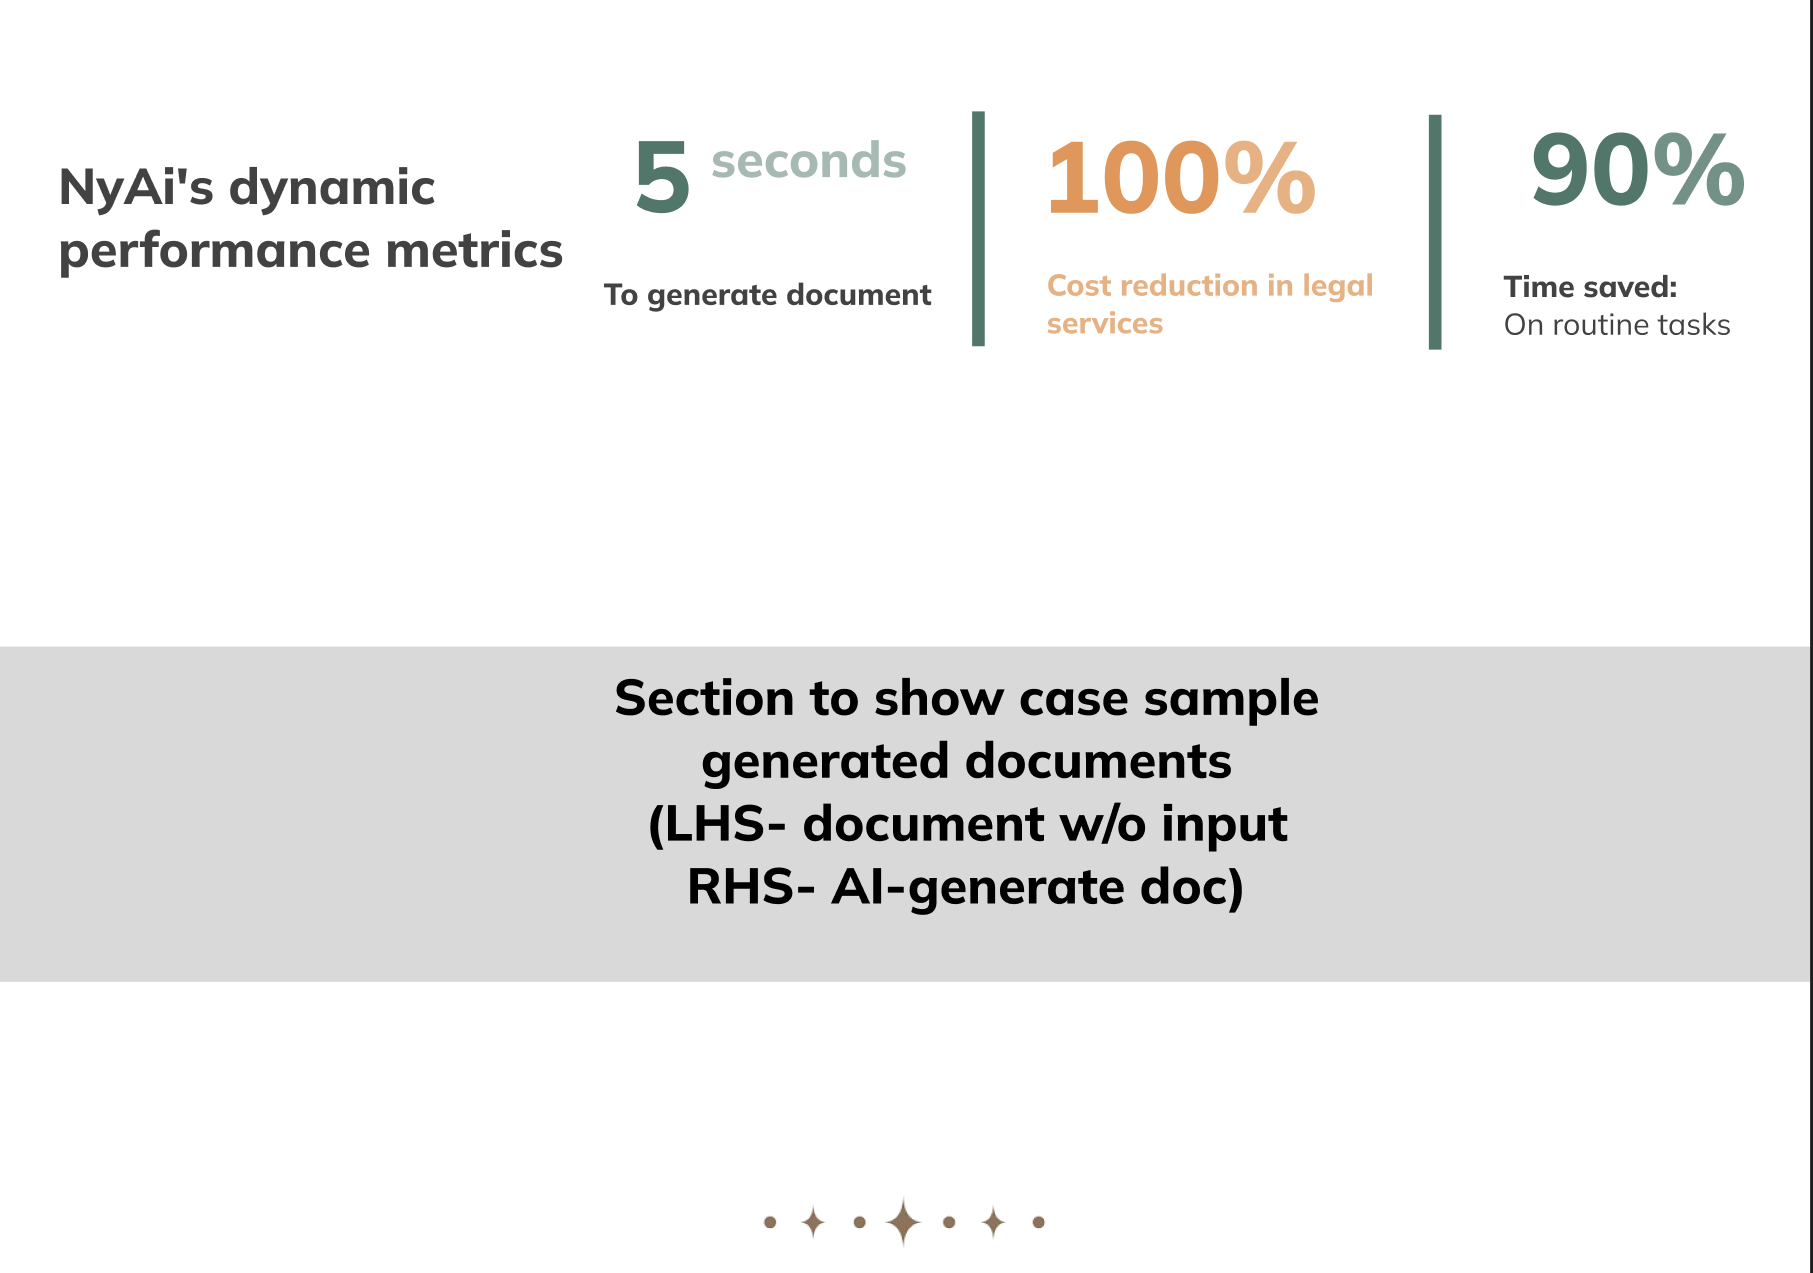 NyAi's dynamic
performance metrics
5 seconds
To generate document
100%
Cost reduction in legal
services
90%
Time saved:
On routine tasks
Section to show case sample
generated documents
(LHS- document w/o input
RHS- AI-generate doc)